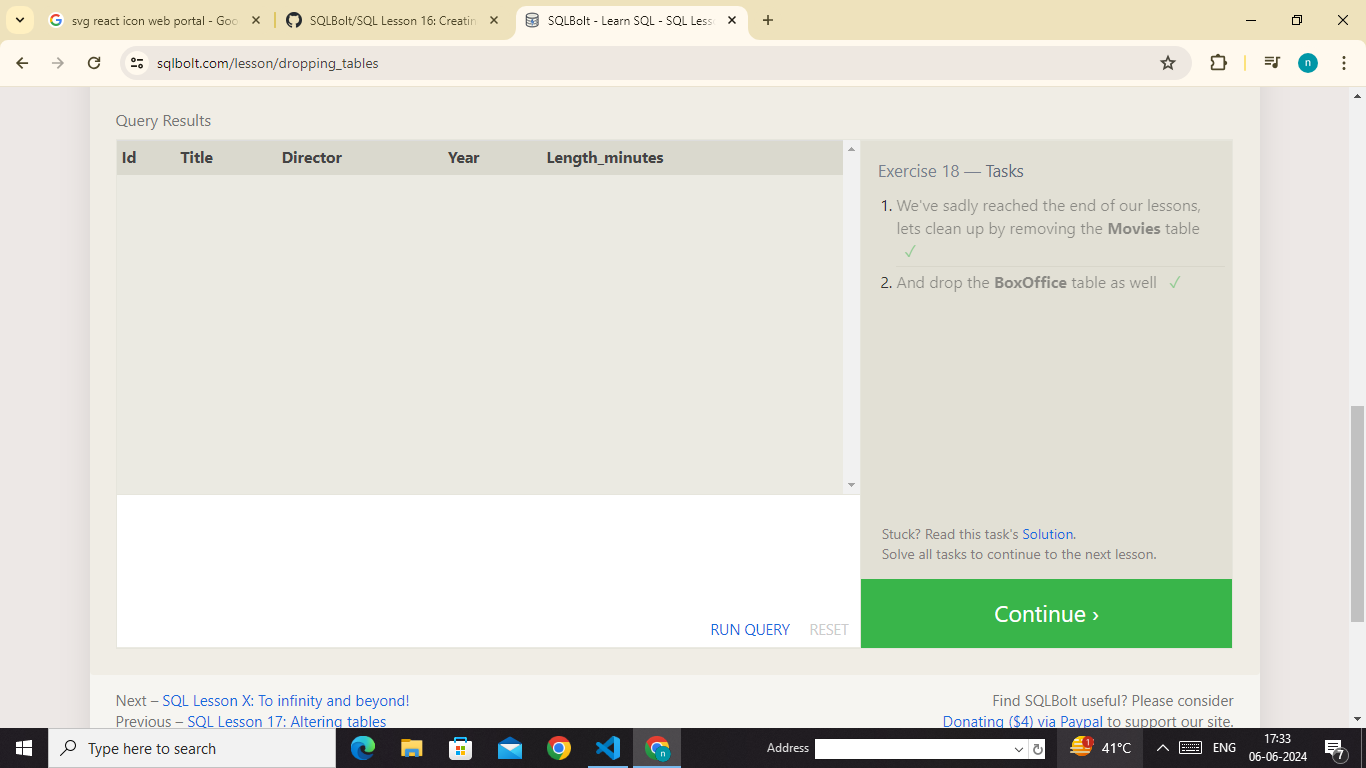 svg react icon web portal - Goo
SQLBolt/SQL Lesson 16: Creatin
SQLBolt - Learn SQL - SQL Less
sqlbolt.com/lesson/dropping_tables
n
Query Results
Id Title Director Year Length_minutes
Exercise 18 — Tasks
1. We've sadly reached the end of our lessons,
lets clean up by removing the Movies table
✓
2. And drop the BoxOffice table as well ✓
Stuck? Read this task's Solution.
Solve all tasks to continue to the next lesson.
RUN QUERY RESET
Continue ›
Next – SQL Lesson X: To infinity and beyond!
Previous – SQL Lesson 17: Altering tables
Find SQLBolt useful? Please consider
Donating ($4) via Paypal to support our site.
Type here to search
Address
1
41°C
ENG
17:33
06-06-2024
7